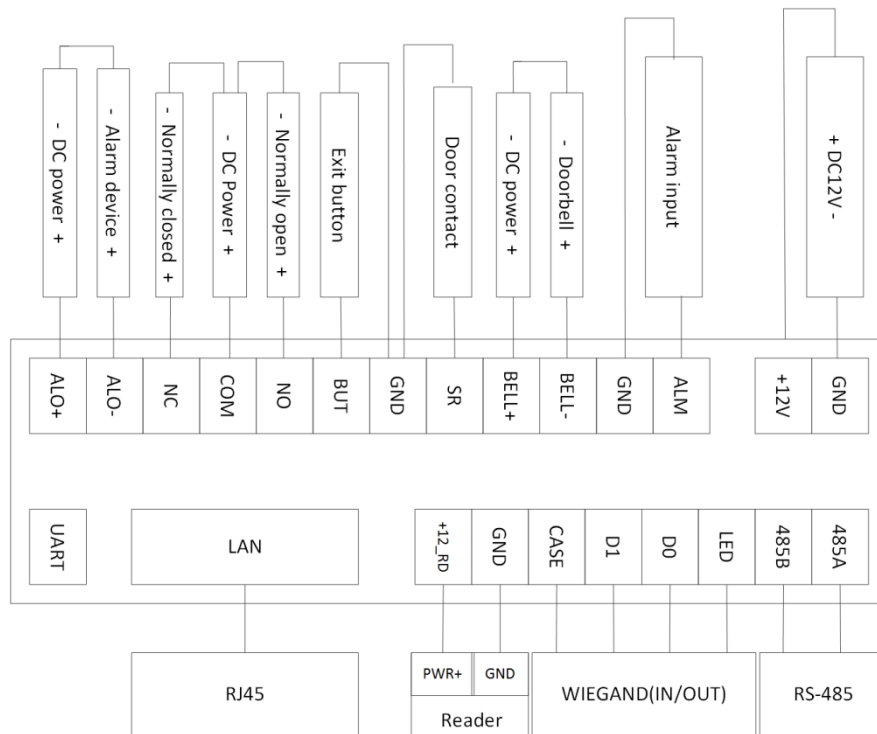 - DC power +
- Alarm device +
- Normally closed +
- DC Power +
- Normally open +
Exit button
Door contact
- DC power +
- Doorbell +
Alarm input
+ DC12V -
ALO+
ALO-
NC
COM
NO
BUT
GND
SR
BELL+
BELL-
GND
ALM
+12V
GND
UART
LAN
+12_RD
GND
CASE
D1
D0
LED
485B
485A
RJ45
PWR+
GND
Reader
WIEGAND(IN/OUT)
RS-485